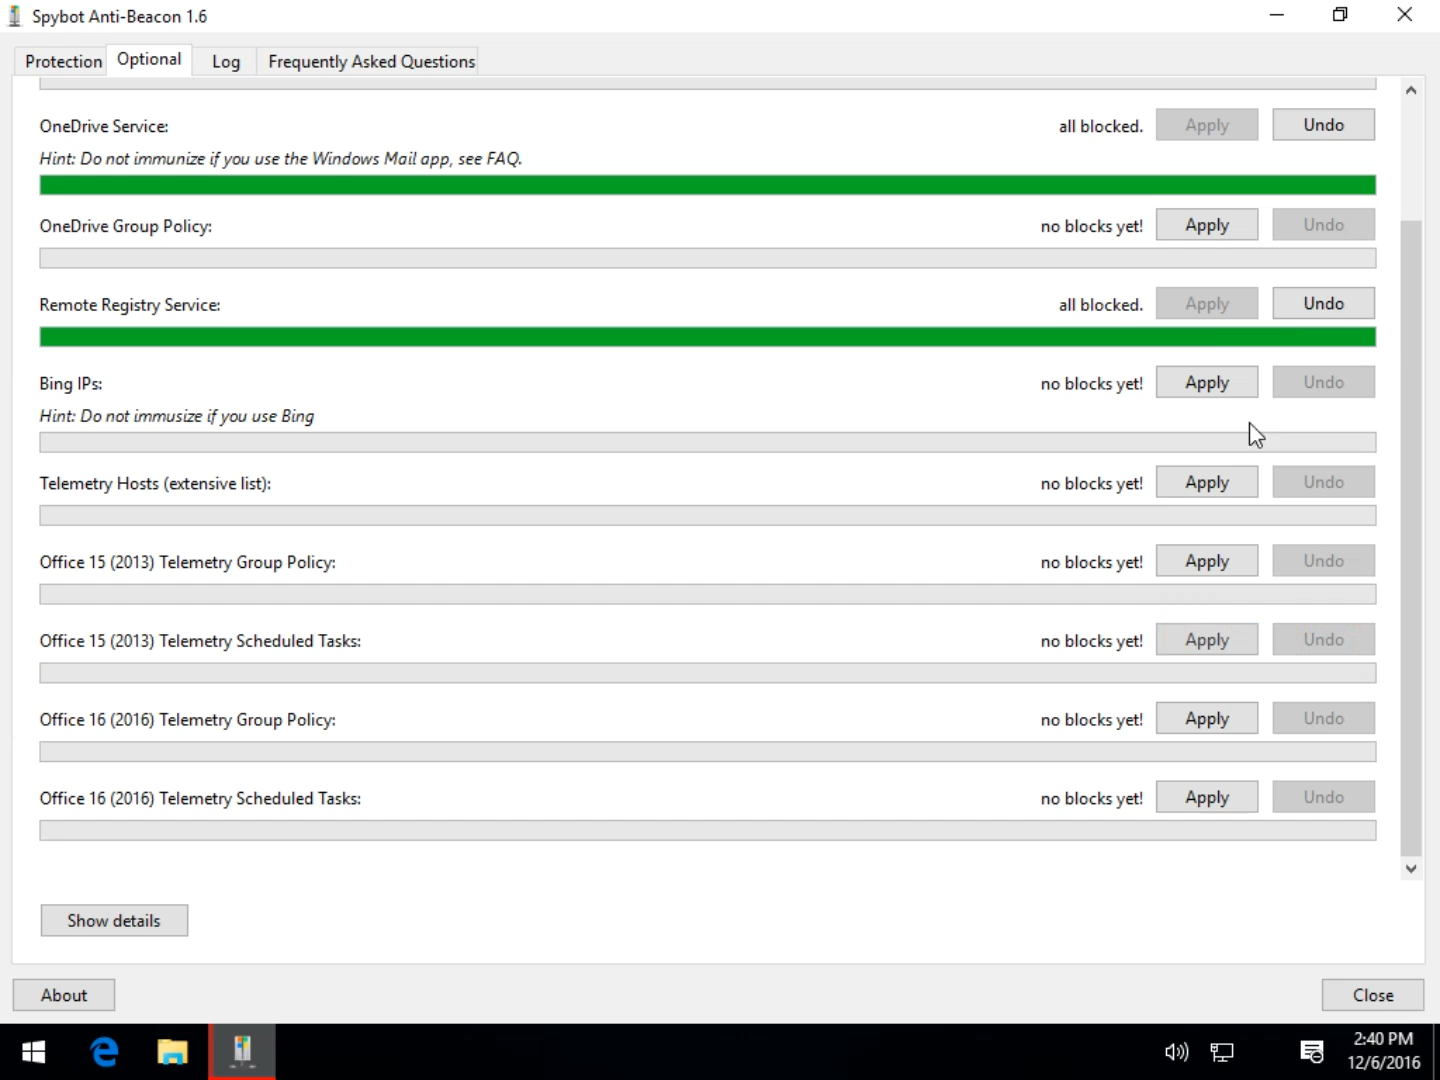 Spybot Anti-Beacon 1.6
Protection Optional Log Frequently Asked Questions
OneDrive Service: all blocked. Apply Undo
Hint: Do not immunize if you use the Windows Mail app, see FAQ.
OneDrive Group Policy: no blocks yet! Apply Undo
Remote Registry Service: all blocked. Apply Undo
Bing IPs: no blocks yet! Apply Undo
Hint: Do not immusize if you use Bing
Telemetry Hosts (extensive list): no blocks yet! Apply Undo
Office 15 (2013) Telemetry Group Policy: no blocks yet! Apply Undo
Office 15 (2013) Telemetry Scheduled Tasks: no blocks yet! Apply Undo
Office 16 (2016) Telemetry Group Policy: no blocks yet! Apply Undo
Office 16 (2016) Telemetry Scheduled Tasks: no blocks yet! Apply Undo
Show details
About Close
2:40 PM
12/6/2016